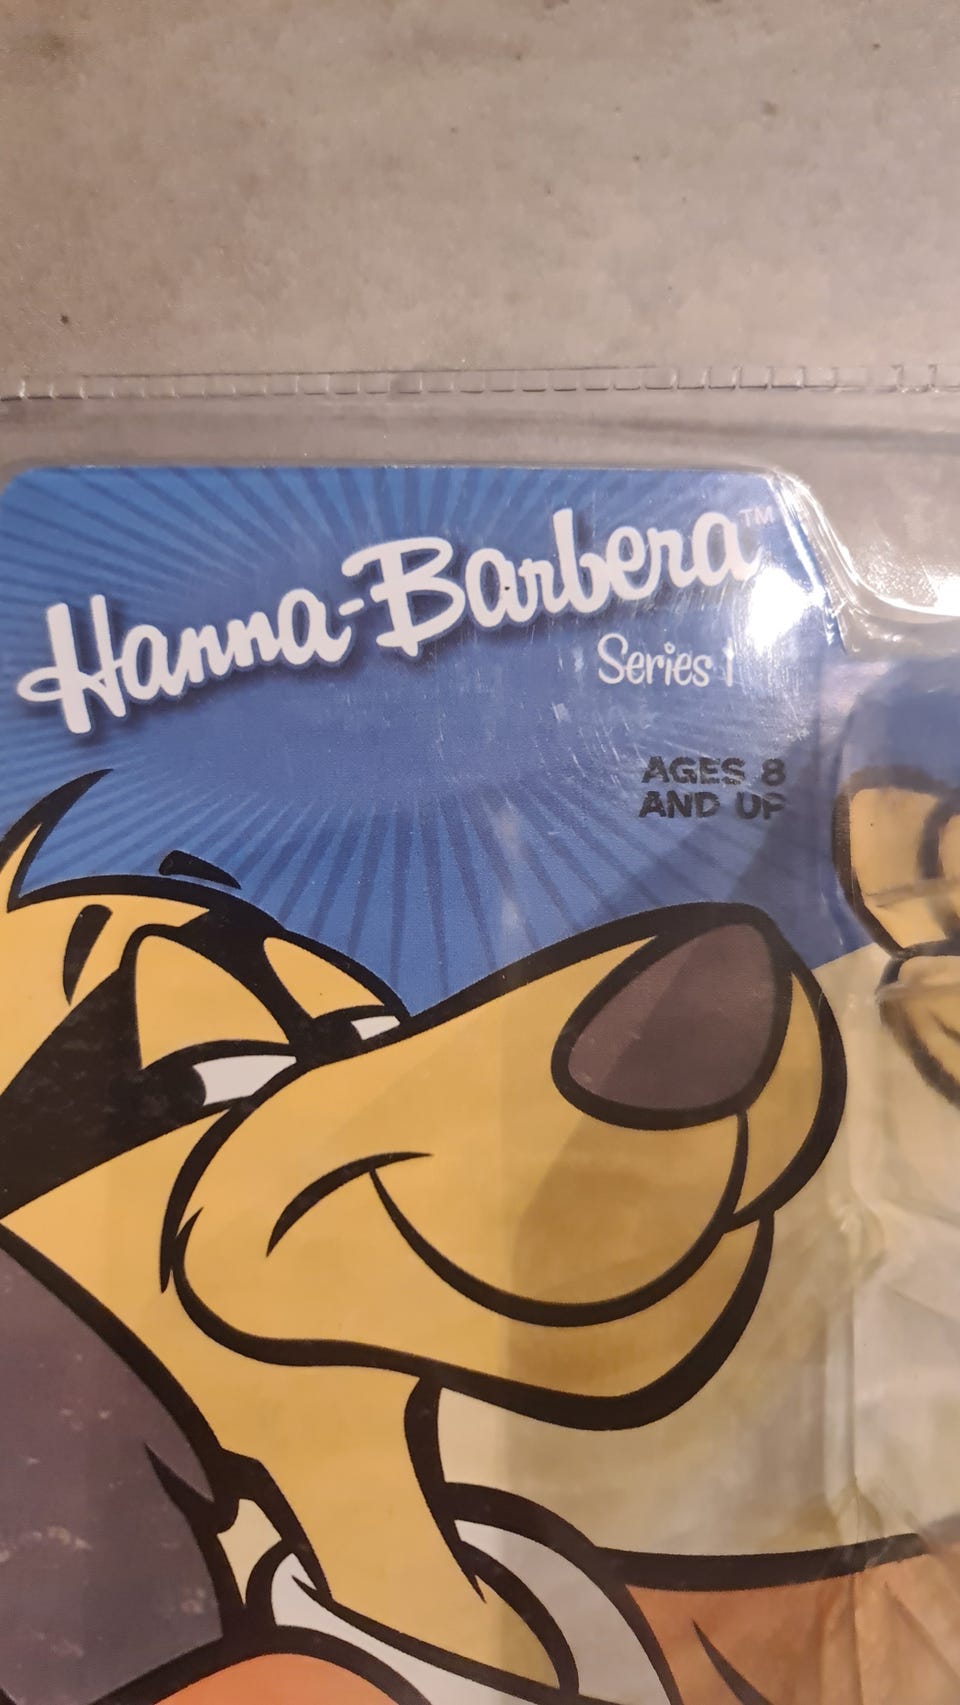 Hanna-Barbera™
Series 1
AGES 8
AND UP